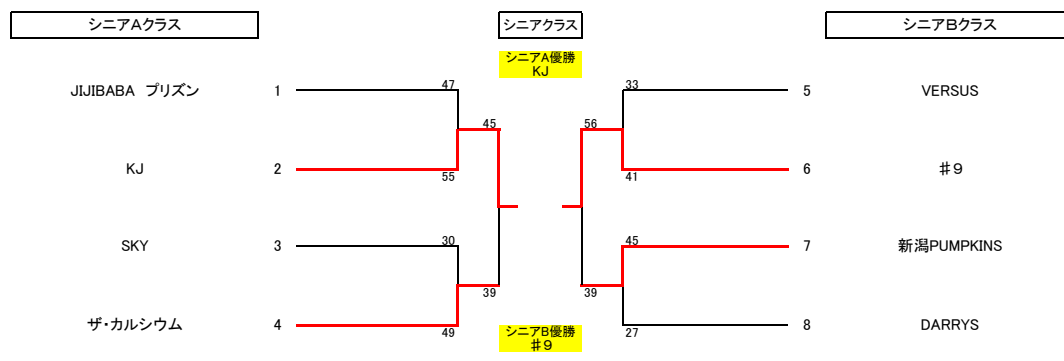 シニアAクラス
シニアクラス
シニアBクラス
シニアA優勝
KJ
JIJIBABA　プリズン 1 47 33 5 VERSUS
45 56
KJ 2 55 41 6 ♯9
SKY 3 30 45 7 新潟PUMPKINS
39 39
ザ・カルシウム 4 49 27 8 DARRYS
シニアB優勝
♯9